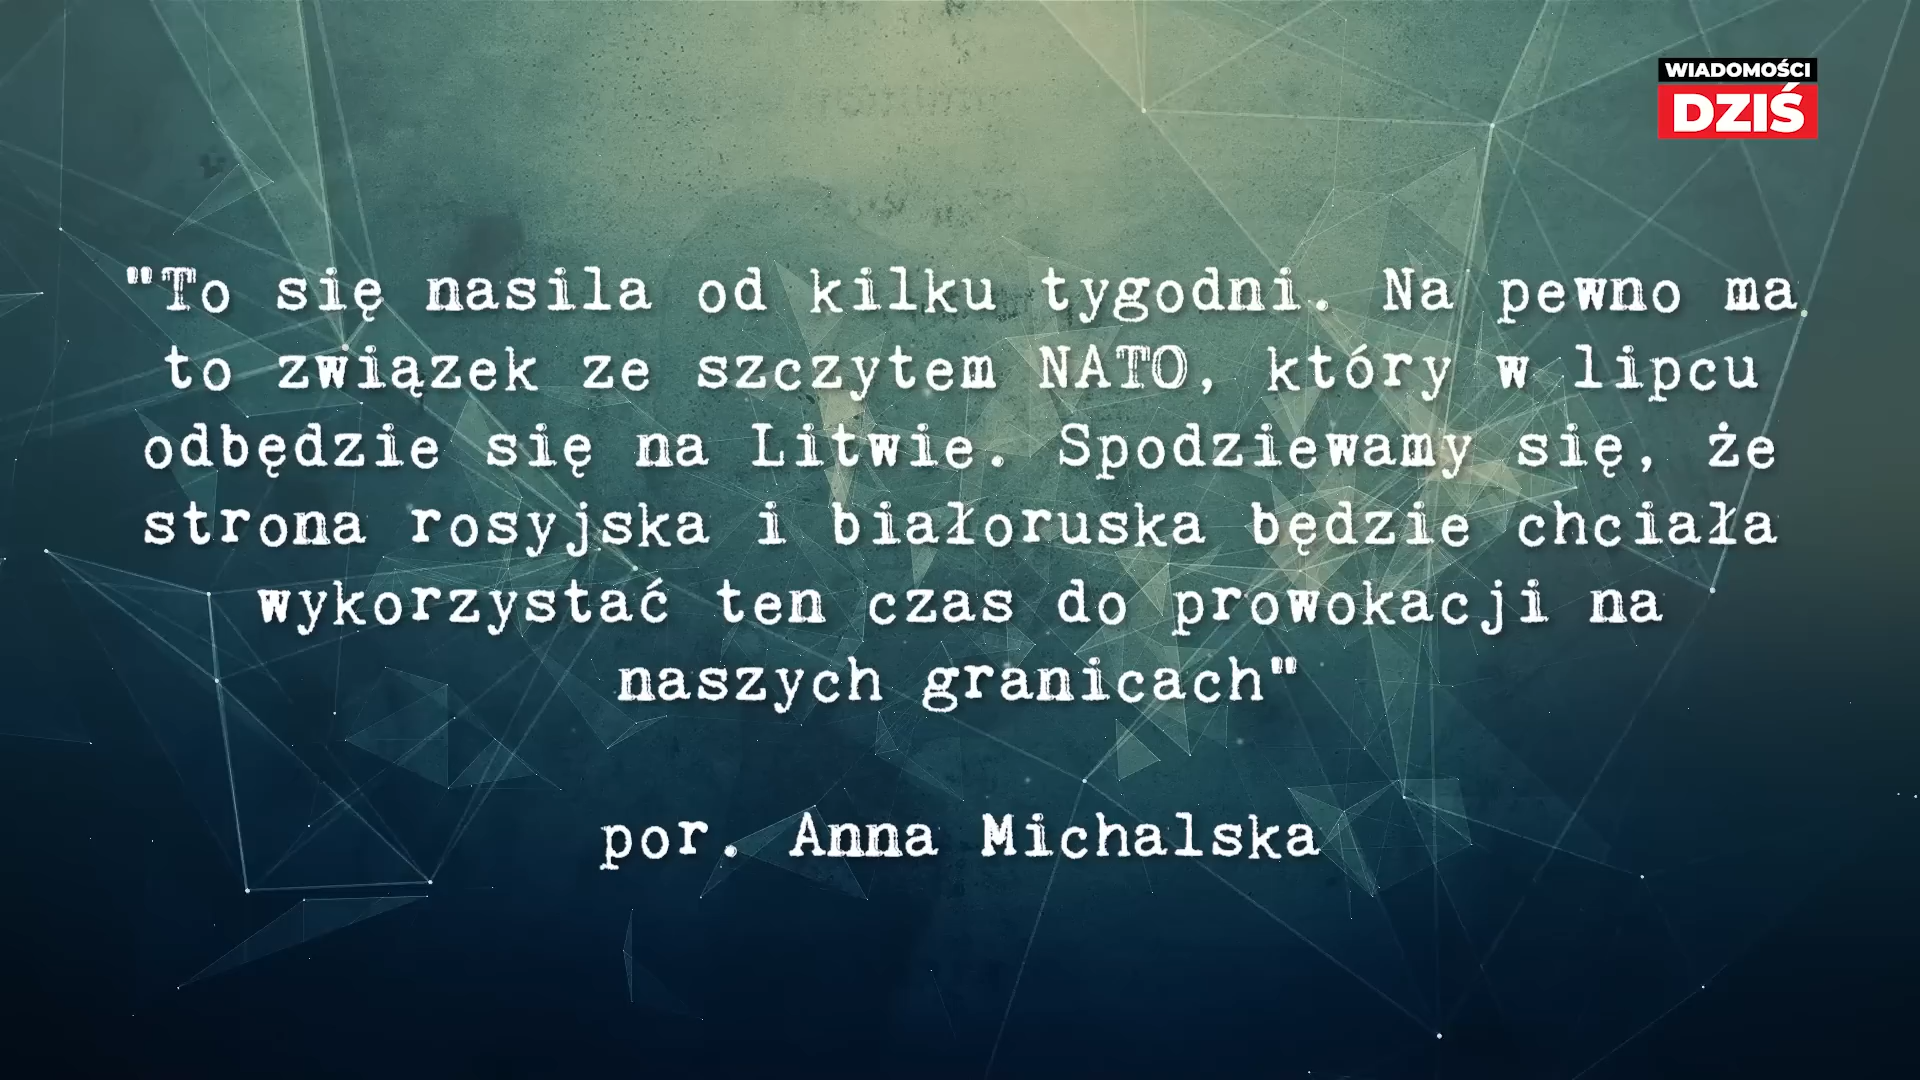 WIADOMOŚCI
DZIŚ
"To się nasila od kilku tygodni. Na pewno ma
to związek ze szczytem NATO, który w lipcu
odbędzie się na Litwie. Spodziewamy się, że
strona rosyjska i białoruska będzie chciała
wykorzystać ten czas do prowokacji na
naszych granicach"
por. Anna Michalska